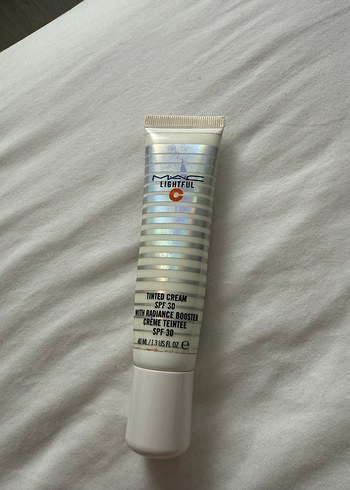 MAC
LIGHTFUL
C
TINTED CREAM
SPF 30
WITH RADIANCE BOOSTER
CRÈME TEINTÉE
SPF 30
40 ML / 1.3 US FL OZ ℮